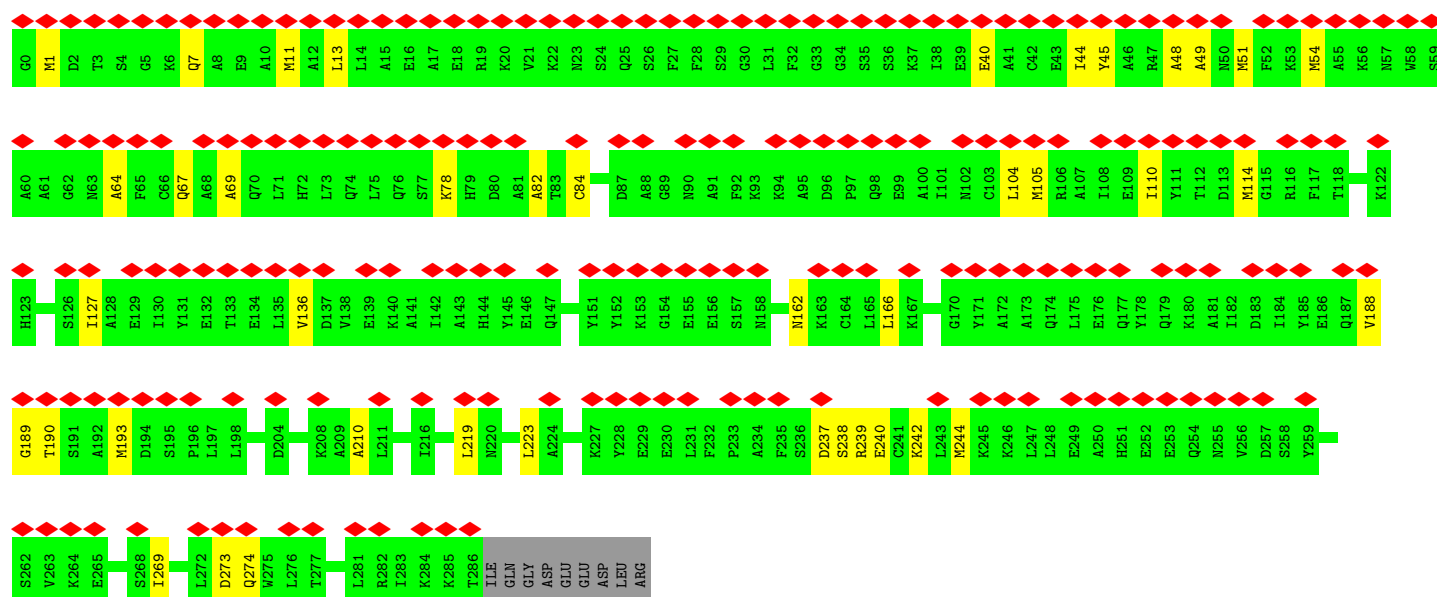 G0 M1 D2 T3 S4 G5 K6 Q7 A8 E9 A10 M11 A12 L13 L14 A15 E16 A17 E18 R19 K20 V21 K22 N23 S24 Q25 S26 F27 F28 S29 G30 L31 F32 G33 G34 S35 S36 K37 I38 E39 E40 A41 C42 E43 I44 Y45 A46 R47 A48 A49 N50 M51 F52 K53 M54 A55 K56 N57 W58 S59
A60 A61 G62 N63 A64 F65 C66 Q67 A68 A69 Q70 L71 H72 L73 Q74 L75 Q76 S77 K78 H79 D80 A81 A82 T83 C84 D87 A88 G89 N90 A91 F92 K93 K94 A95 D96 P97 Q98 E99 A100 I101 N102 C103 L104 M105 R106 A107 I108 E109 I110 Y111 T112 D113 M114 G115 R116 F117 T118 K122
H123 S126 I127 A128 E129 I130 Y131 E132 T133 E134 L135 V136 D137 V138 E139 K140 A141 I142 A143 H144 Y145 E146 Q147 Y151 Y152 K153 G154 E155 E156 S157 N158 N162 K163 C164 L165 L166 K167 G170 Y171 A172 A173 Q174 L175 E176 Q177 Y178 Q179 K180 A181 I182 D183 I184 Y185 E186 Q187 V188
G189 T190 S191 A192 M193 D194 S195 P196 L197 L198 D204 K208 A209 A210 L211 I216 L219 N220 L223 A224 K227 Y228 E229 E230 L231 F232 P233 A234 F235 S236 D237 S238 R239 E240 C241 K242 L243 M244 K245 K246 L247 L248 E249 A250 H251 E252 E253 Q254 N255 V256 D257 S258 Y259
S262 V263 K264 E265 S268 I269 L272 D273 Q274 W275 L276 T277 L281 R282 I283 K284 K285 T286 ILE GLN GLY ASP GLU GLU ASP LEU ARG